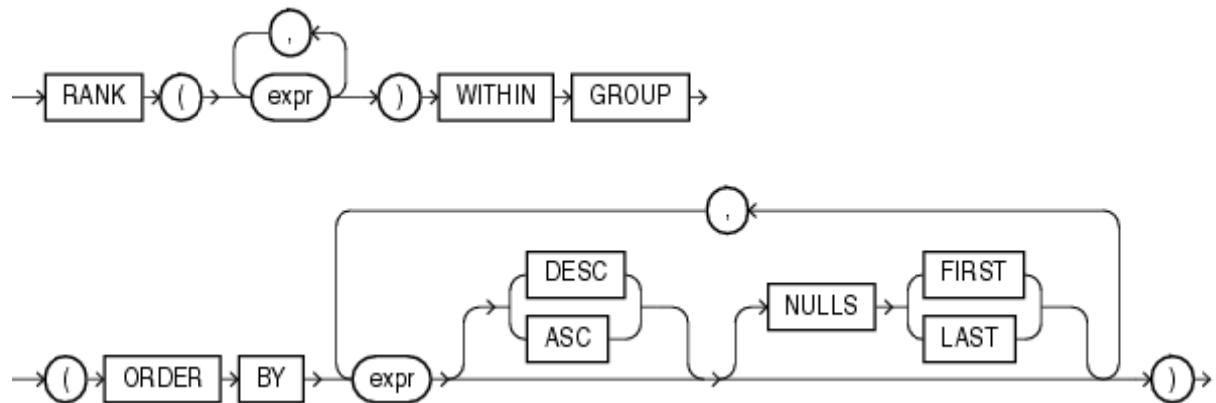 ,
RANK ( expr ) WITHIN GROUP
,
DESC FIRST
NULLS
ASC LAST
( ORDER BY expr )